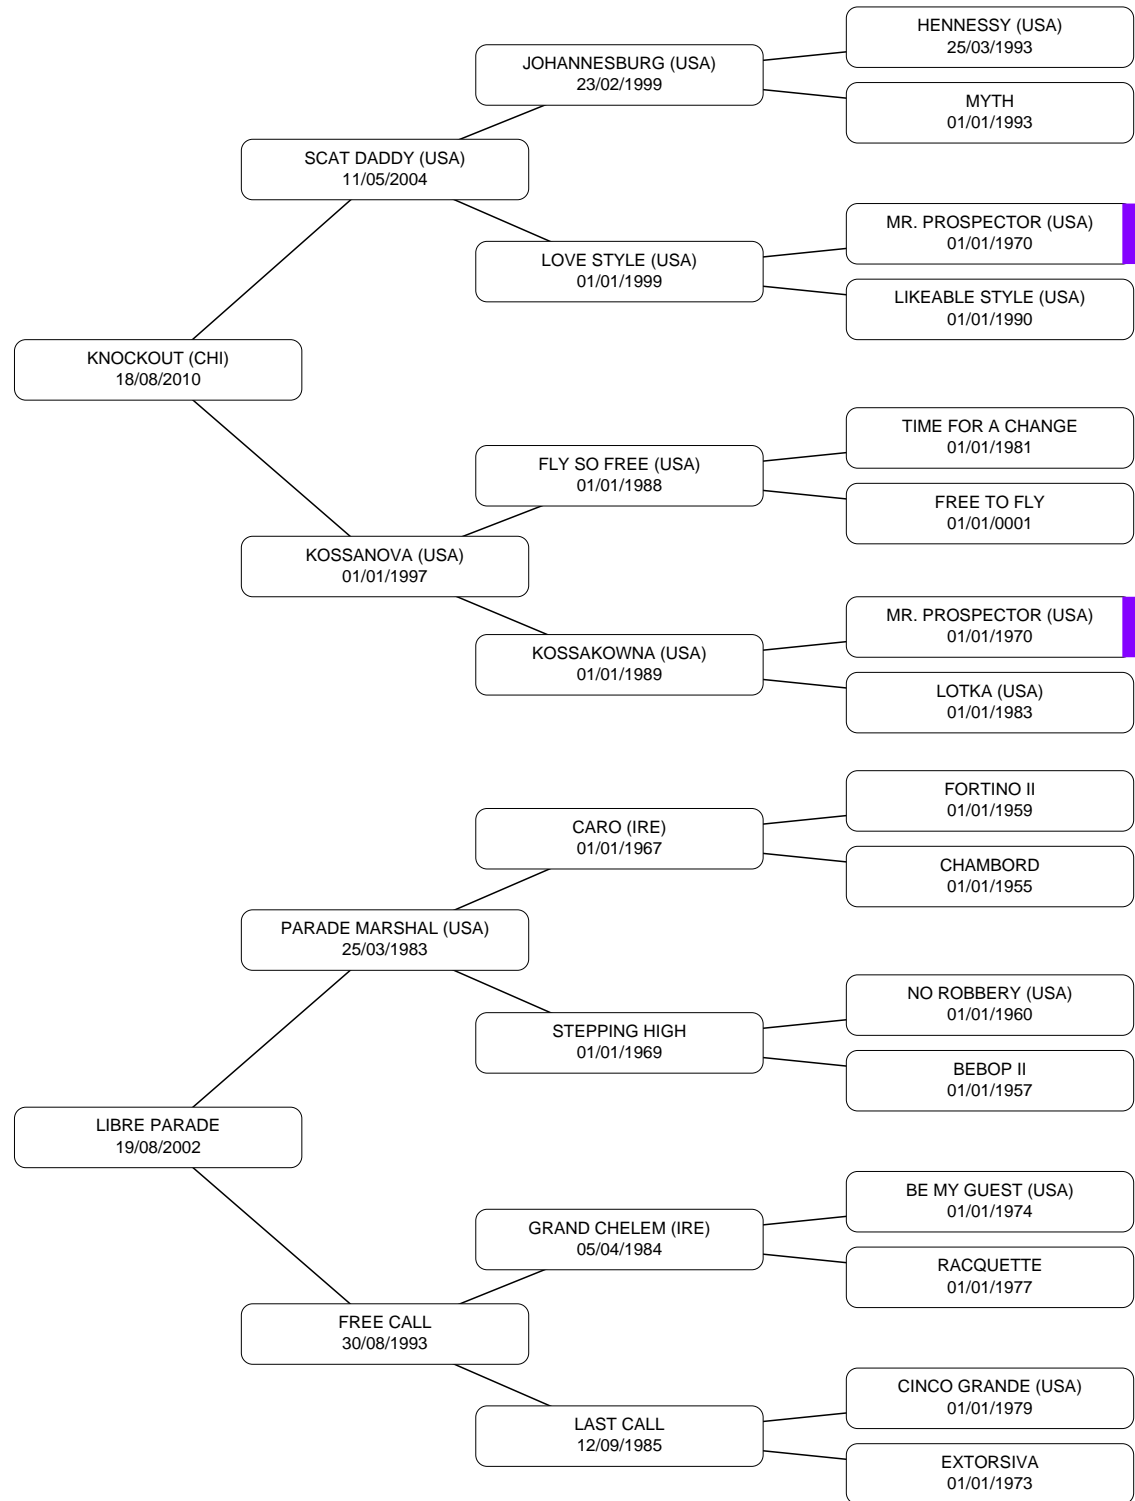 HENNESSY (USA)
25/03/1993
JOHANNESBURG (USA)
23/02/1999
MYTH
01/01/1993
SCAT DADDY (USA)
11/05/2004
MR. PROSPECTOR (USA)
01/01/1970
LOVE STYLE (USA)
01/01/1999
LIKEABLE STYLE (USA)
01/01/1990
KNOCKOUT (CHI)
18/08/2010
TIME FOR A CHANGE
01/01/1981
FLY SO FREE (USA)
01/01/1988
FREE TO FLY
01/01/0001
KOSSANOVA (USA)
01/01/1997
MR. PROSPECTOR (USA)
01/01/1970
KOSSAKOWNA (USA)
01/01/1989
LOTKA (USA)
01/01/1983
FORTINO II
01/01/1959
CARO (IRE)
01/01/1967
CHAMBORD
01/01/1955
PARADE MARSHAL (USA)
25/03/1983
NO ROBBERY (USA)
01/01/1960
STEPPING HIGH
01/01/1969
BEBOP II
01/01/1957
LIBRE PARADE
19/08/2002
BE MY GUEST (USA)
01/01/1974
GRAND CHELEM (IRE)
05/04/1984
RACQUETTE
01/01/1977
FREE CALL
30/08/1993
CINCO GRANDE (USA)
01/01/1979
LAST CALL
12/09/1985
EXTORSIVA
01/01/1973